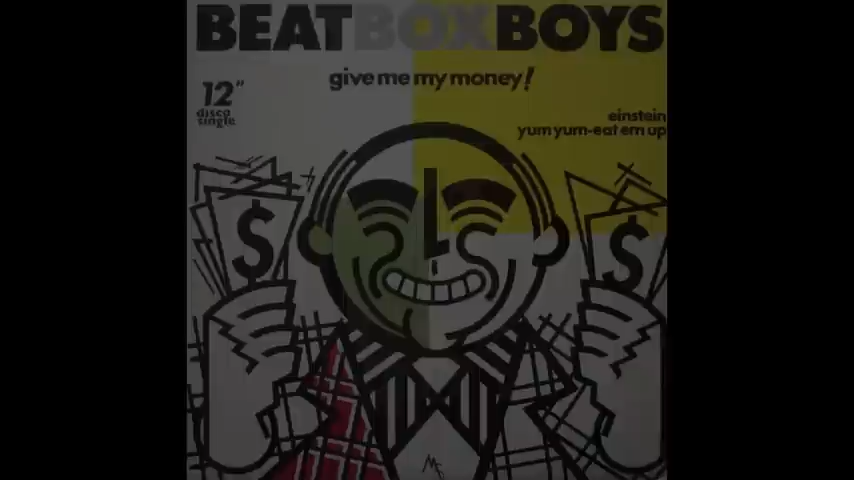 BEATBOXBOYS
give me my money!
12"
disco
single
einstein
yum yum-eat em up
$
$